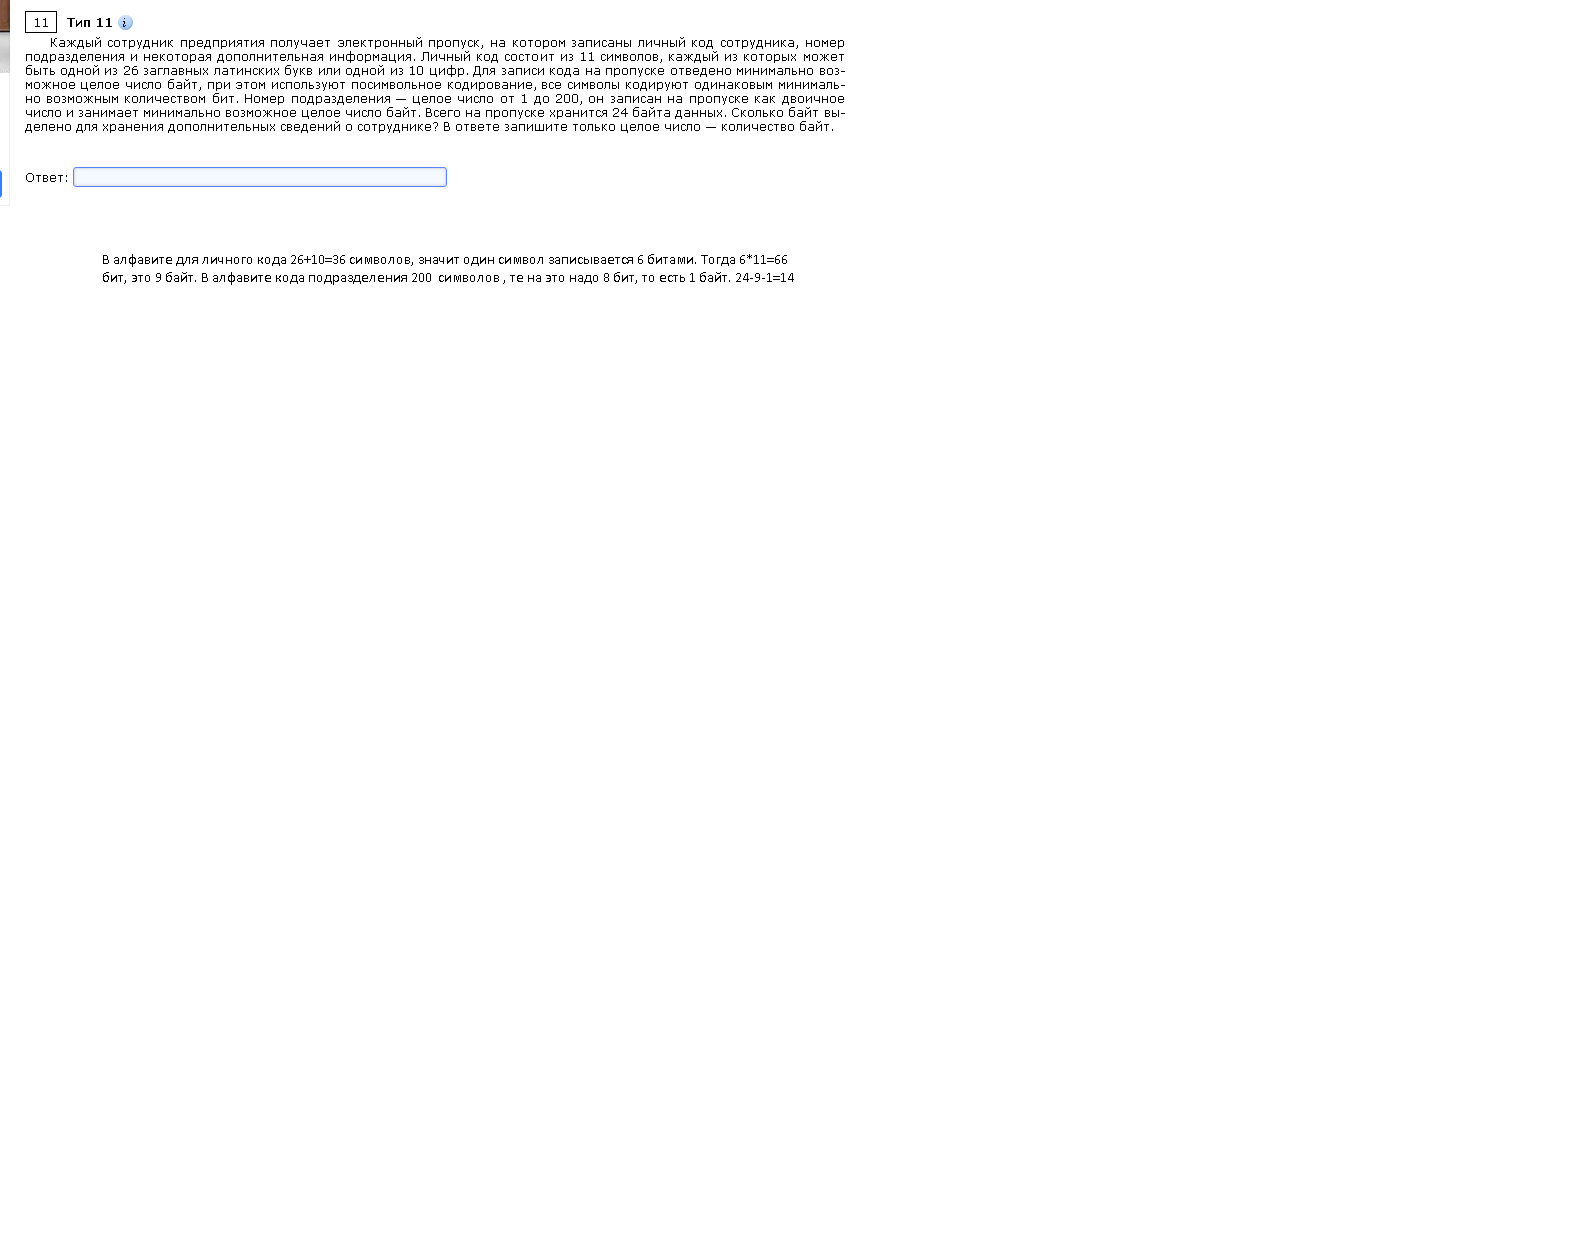 11 Тип 11 i
Каждый сотрудник предприятия получает электронный пропуск, на котором записаны личный код сотрудника, номер
подразделения и некоторая дополнительная информация. Личный код состоит из 11 символов, каждый из которых может
быть одной из 26 заглавных латинских букв или одной из 10 цифр. Для записи кода на пропуске отведено минимально воз-
можное целое число байт, при этом используют посимвольное кодирование, все символы кодируют одинаковым минималь-
но возможным количеством бит. Номер подразделения — целое число от 1 до 200, он записан на пропуске как двоичное
число и занимает минимально возможное целое число байт. Всего на пропуске хранится 24 байта данных. Сколько байт вы-
делено для хранения дополнительных сведений о сотруднике? В ответе запишите только целое число — количество байт.
Ответ:
В алфавите для личного кода 26+10=36 символов, значит один символ записывается 6 битами. Тогда 6*11=66
бит, это 9 байт. В алфавите кода подразделения 200 символов , те на это надо 8 бит, то есть 1 байт. 24-9-1=14